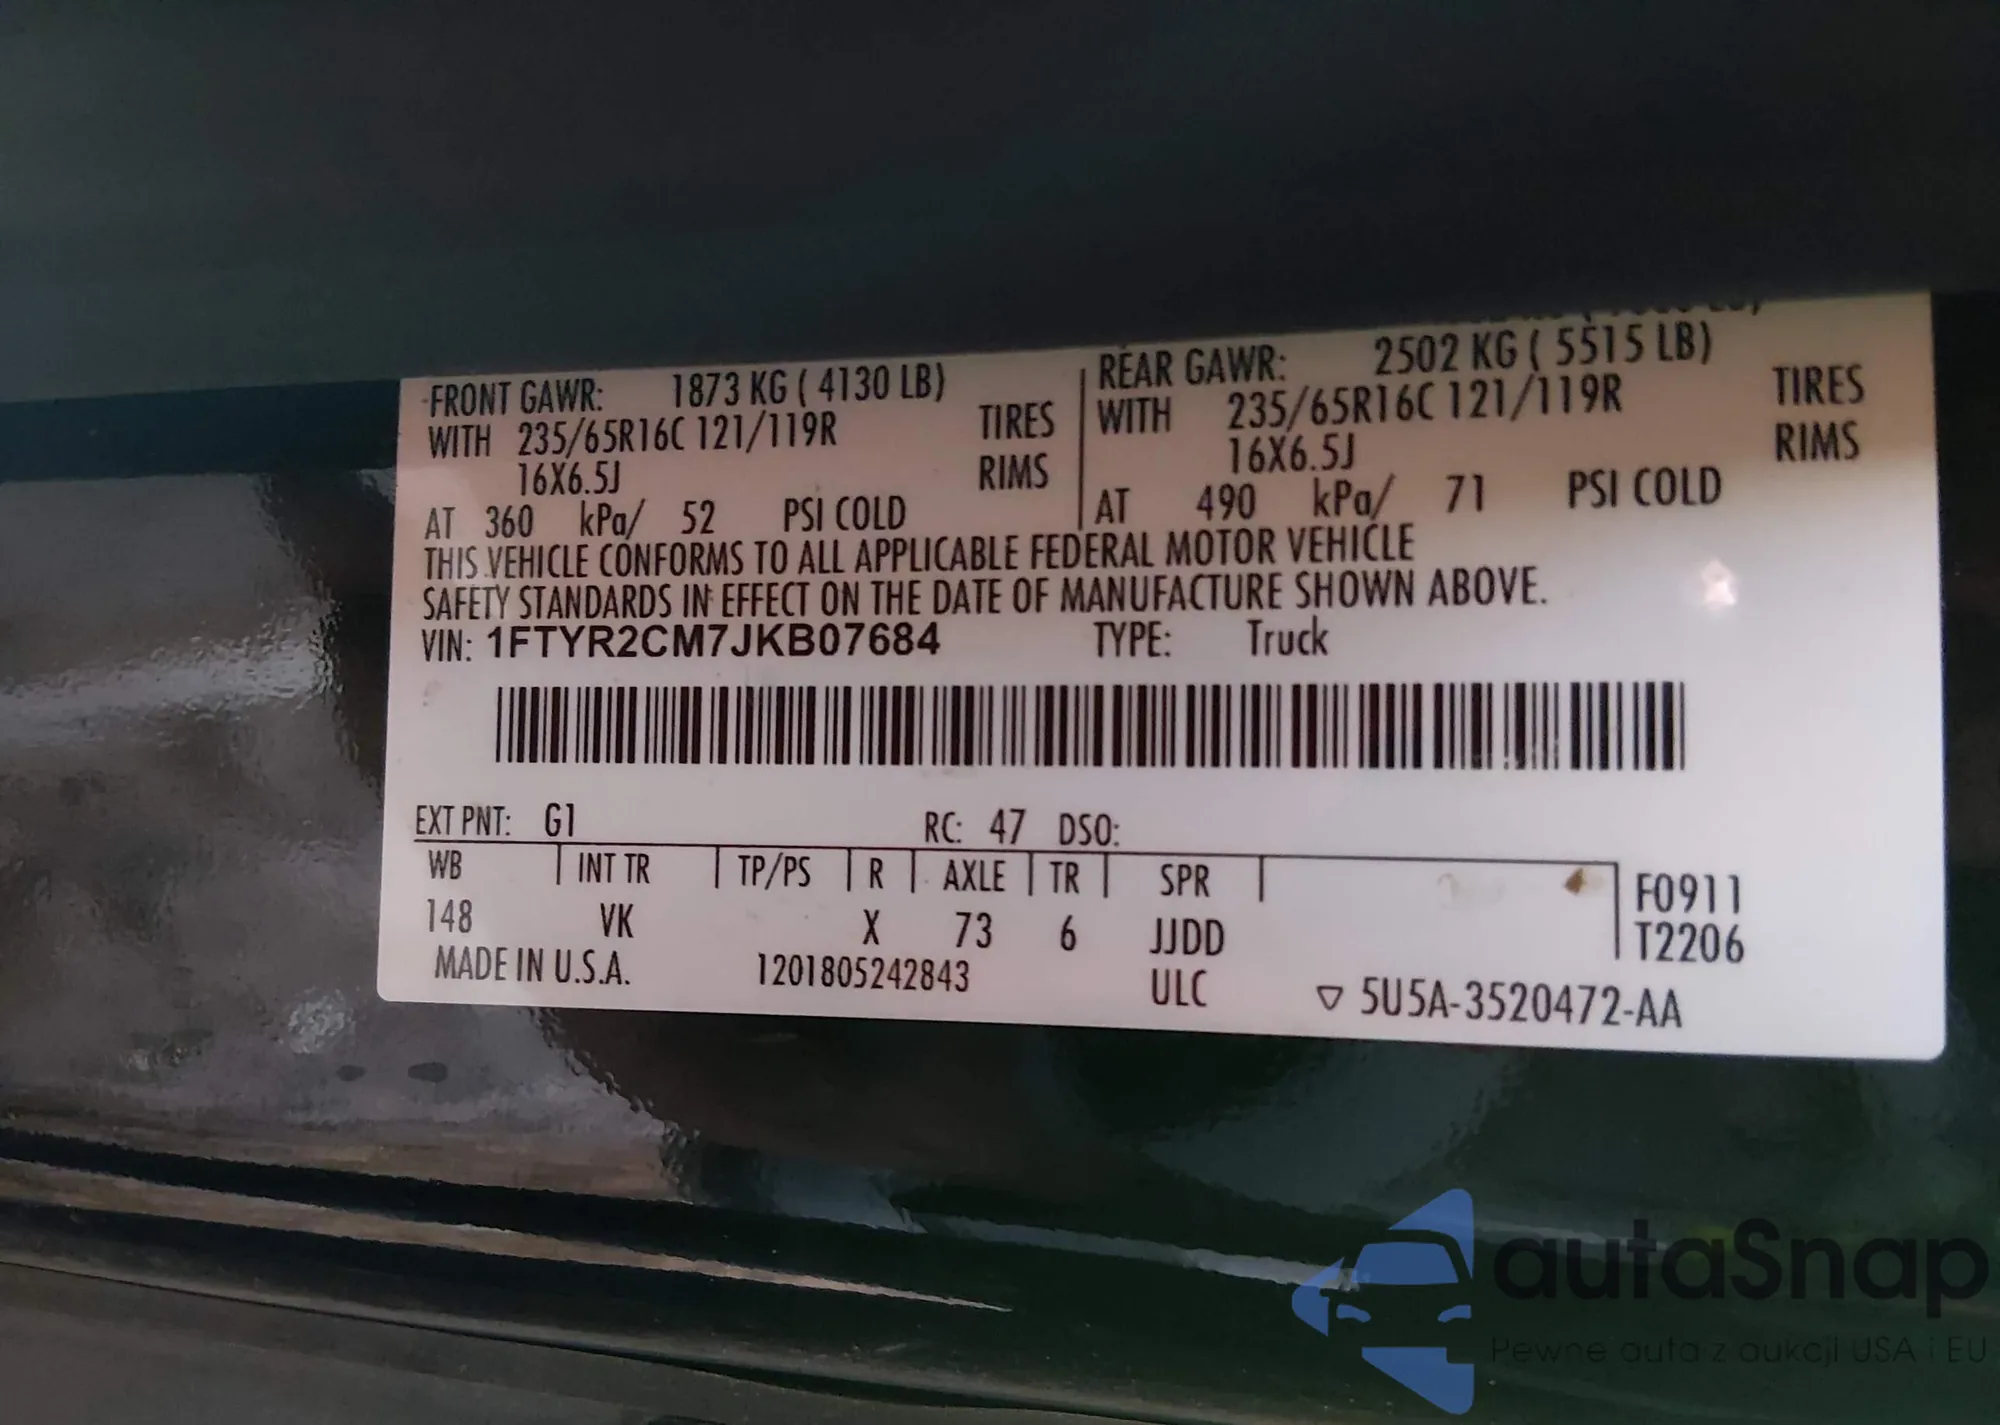 FRONT GAWR: 1873 KG ( 4130 LB)
WITH 235/65R16C 121/119R TIRES
16X6.5J RIMS
AT 360 kPa/ 52 PSI COLD
REAR GAWR: 2502 KG ( 5515 LB)
WITH 235/65R16C 121/119R TIRES
16X6.5J RIMS
AT 490 kPa/ 71 PSI COLD
THIS VEHICLE CONFORMS TO ALL APPLICABLE FEDERAL MOTOR VEHICLE
SAFETY STANDARDS IN EFFECT ON THE DATE OF MANUFACTURE SHOWN ABOVE.
VIN: 1FTYR2CM7JKB07684 TYPE: Truck
EXT PNT: G1 RC: 47 DSO:
WB INT TR TP/PS R AXLE TR SPR
148 VK X 73 6 JJDD
F0911
T2206
MADE IN U.S.A. 1201805242843 ULC ▽ 5U5A-3520472-AA
autaSnap
Pewne auta z aukcji USA i EU